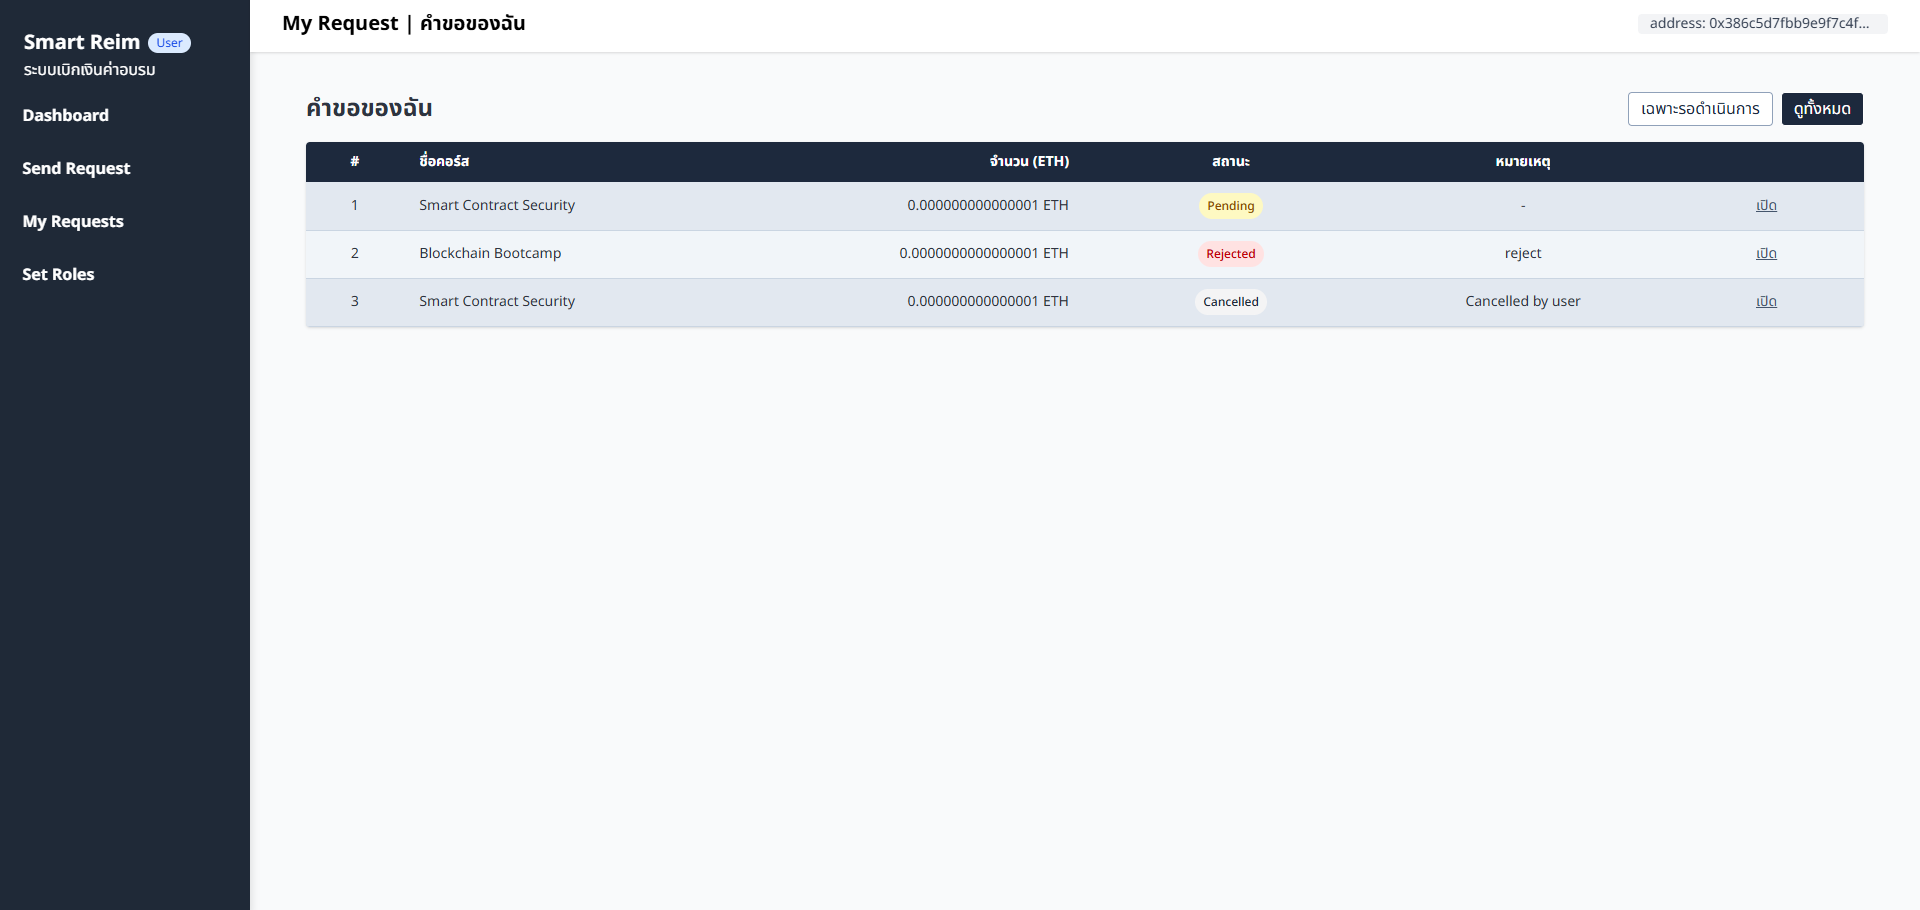 Smart Reim User
ระบบเบิกเงินค่าอบรม
Dashboard
Send Request
My Requests
Set Roles
My Request | คำขอของฉัน
address: 0x386c5d7fbb9e9f7c4f...
คำขอของฉัน
เฉพาะรอดำเนินการ ดูทั้งหมด
# ชื่อคอร์ส จำนวน (ETH) สถานะ หมายเหตุ
1 Smart Contract Security 0.000000000000001 ETH Pending - เปิด
2 Blockchain Bootcamp 0.0000000000000001 ETH Rejected reject เปิด
3 Smart Contract Security 0.000000000000001 ETH Cancelled Cancelled by user เปิด